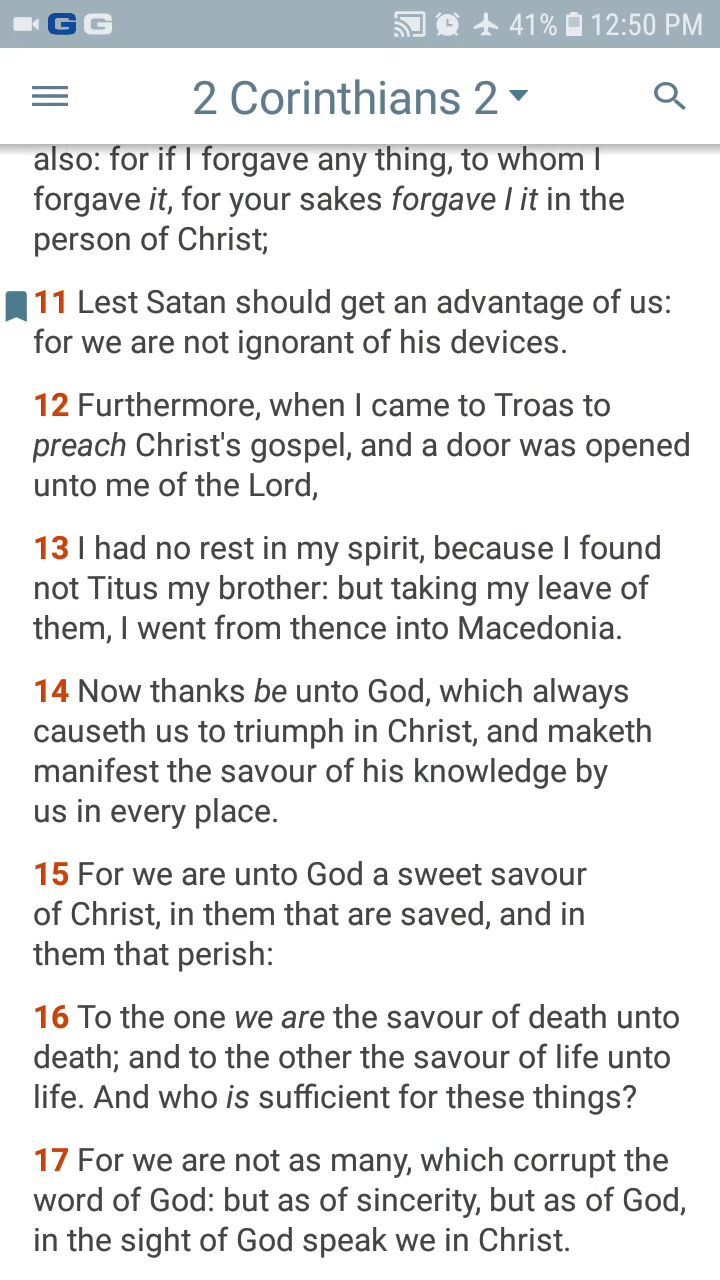 G G 41% 12:50 PM
2 Corinthians 2
also: for if I forgave any thing, to whom I
forgave it, for your sakes forgave I it in the
person of Christ;
11 Lest Satan should get an advantage of us:
for we are not ignorant of his devices.
12 Furthermore, when I came to Troas to
preach Christ's gospel, and a door was opened
unto me of the Lord,
13 I had no rest in my spirit, because I found
not Titus my brother: but taking my leave of
them, I went from thence into Macedonia.
14 Now thanks be unto God, which always
causeth us to triumph in Christ, and maketh
manifest the savour of his knowledge by
us in every place.
15 For we are unto God a sweet savour
of Christ, in them that are saved, and in
them that perish:
16 To the one we are the savour of death unto
death; and to the other the savour of life unto
life. And who is sufficient for these things?
17 For we are not as many, which corrupt the
word of God: but as of sincerity, but as of God,
in the sight of God speak we in Christ.